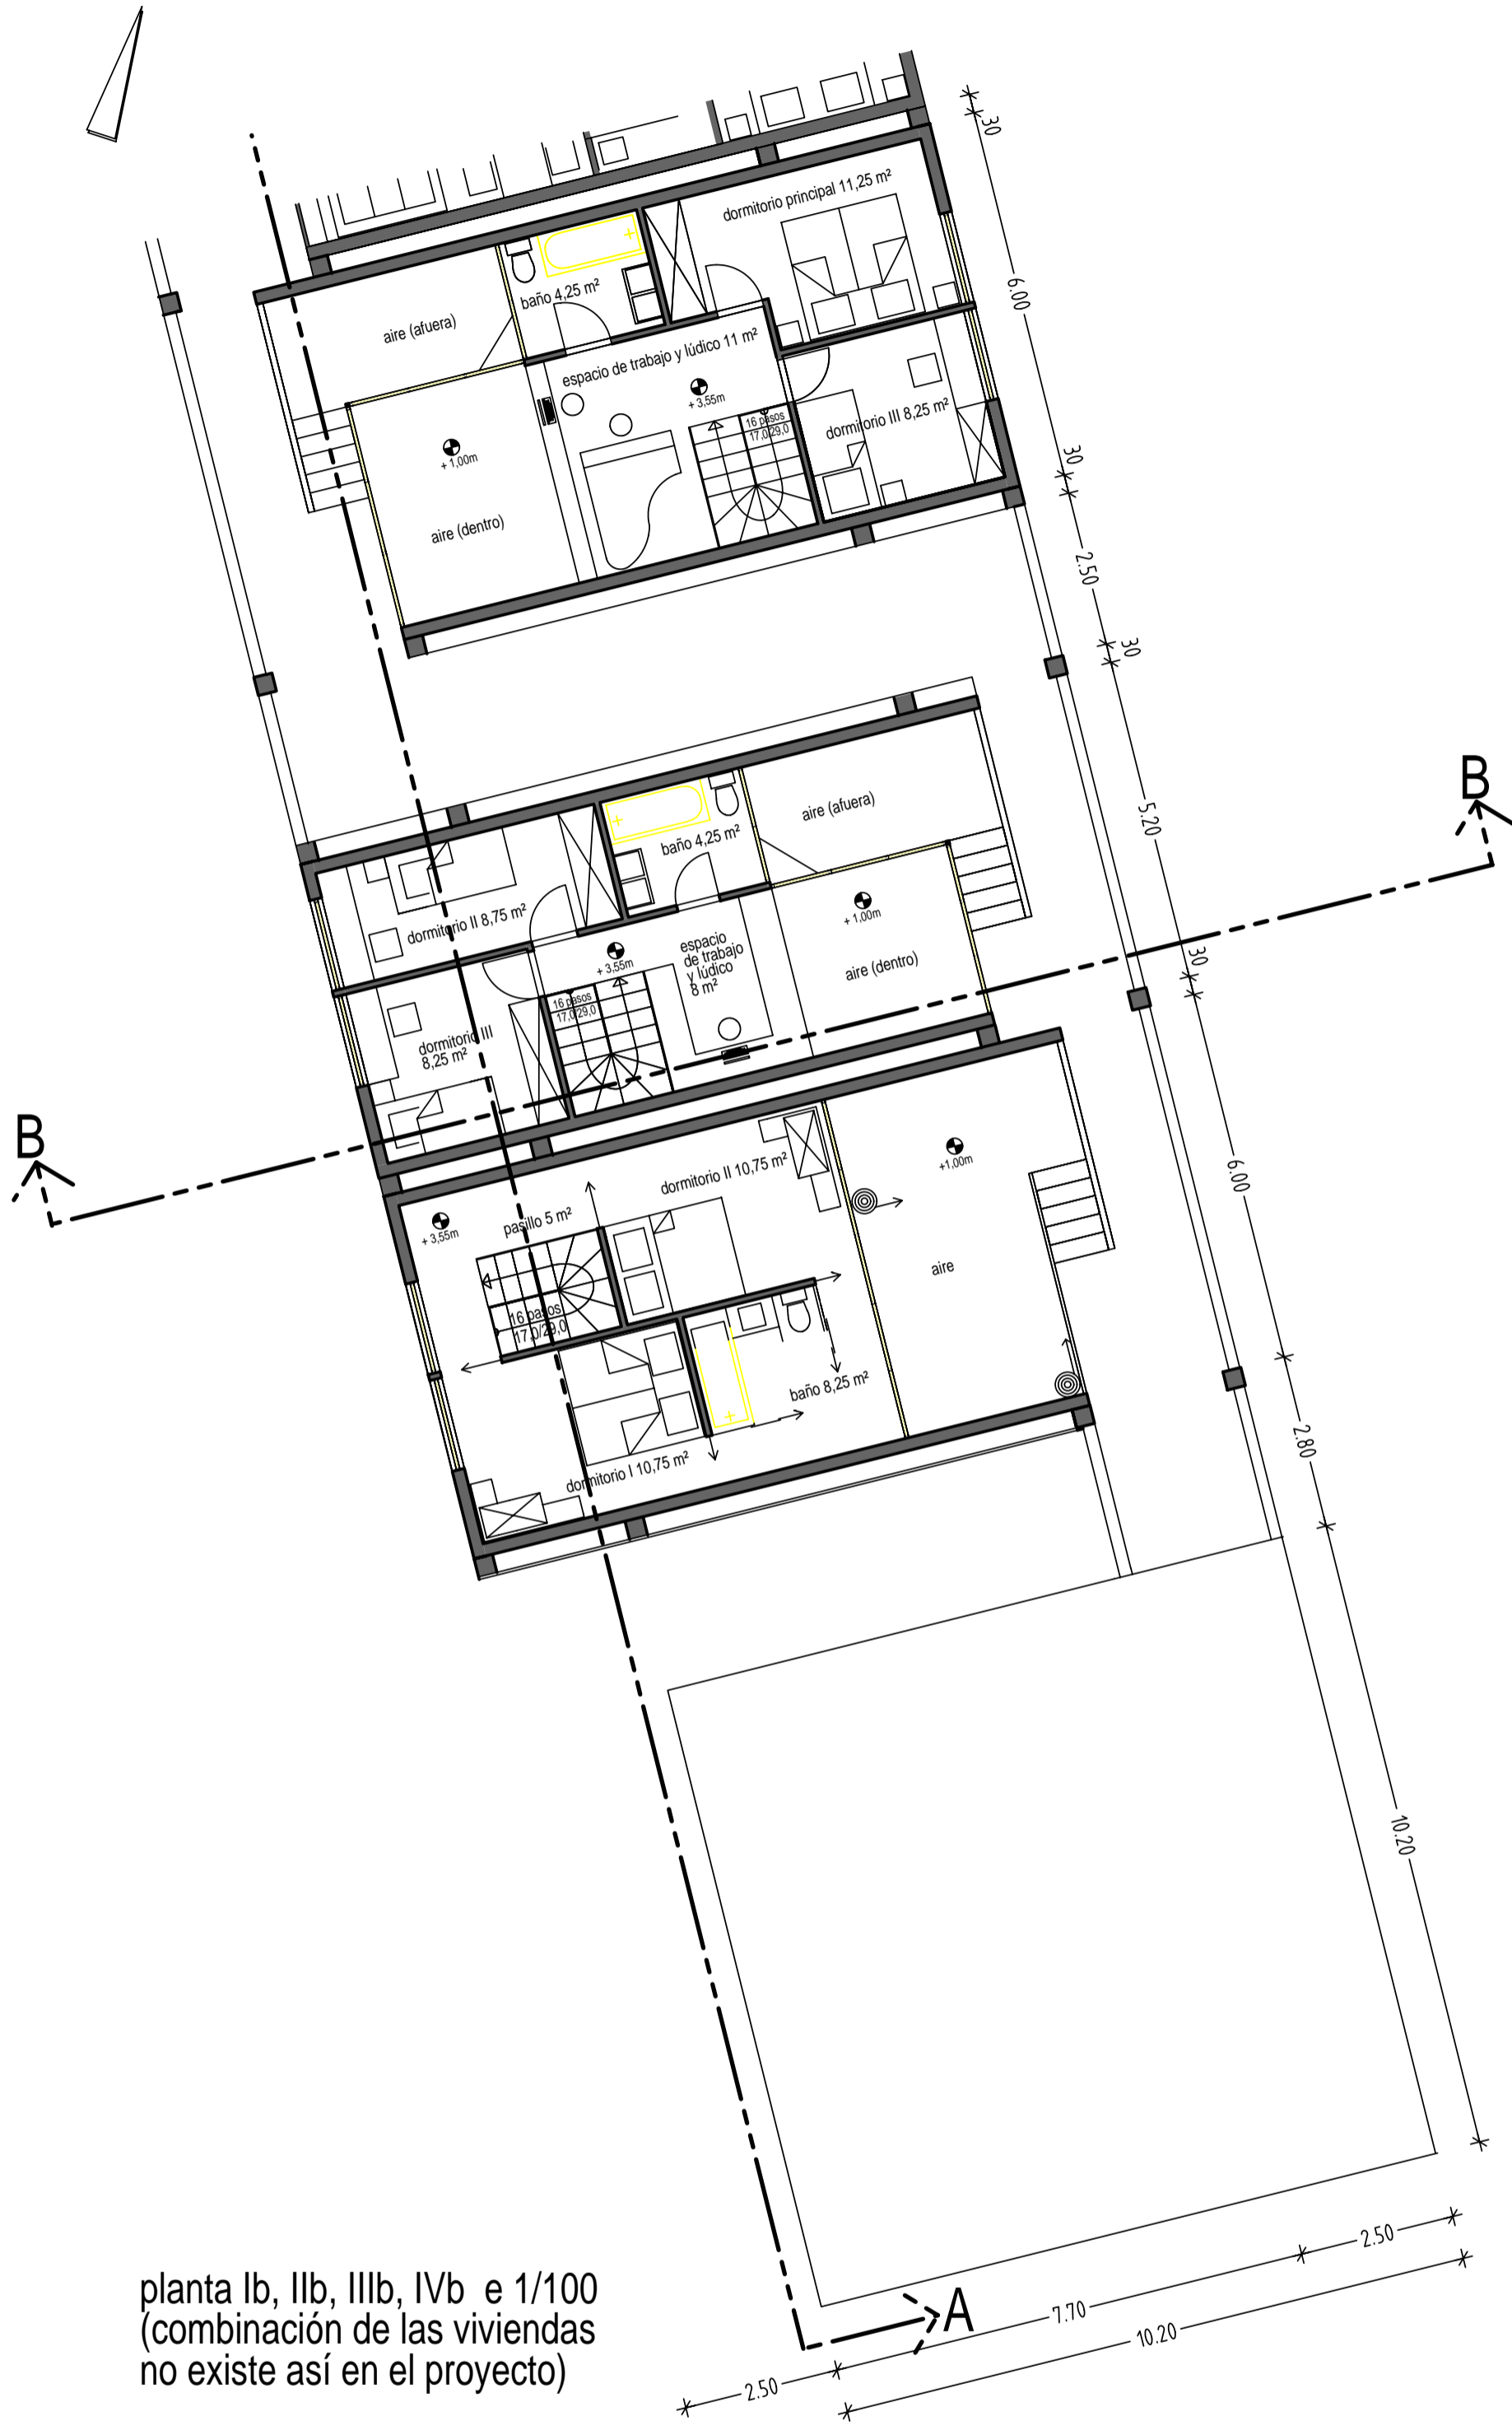 30
dormitorio principal 11,25 m²
6.00
baño 4,25 m²
aire (afuera)
espacio de trabajo y lúdico 11 m²
+ 3,55m
16 pasos
17,0/29,0
dormitorio III 8,25 m²
+ 1,00m
aire (dentro)
30
2.50
30
B
aire (afuera)
5.20
baño 4,25 m²
dormitorio II 8,75 m²
+ 1,00m
espacio
de trabajo
y lúdico
8 m²
+ 3,55m
aire (dentro)
30
16 pasos
17,0/29,0
dormitorio III
8,25 m²
B
+1,00m
6.00
dormitorio II 10,75 m²
pasillo 5 m²
+ 3,55m
aire
16 pasos
17,0/29,0
baño 8,25 m²
2.80
dormitorio I 10,75 m²
10.20
2.50
A
7.70
10.20
2.50
planta Ib, IIb, IIIb, IVb e 1/100
(combinación de las viviendas
no existe así en el proyecto)